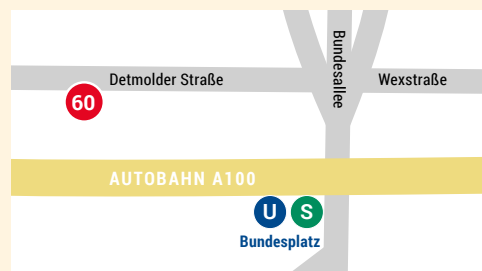 Bundesallee
Detmolder Straße
Wexstraße
60
AUTOBAHN A100
U S
Bundesplatz